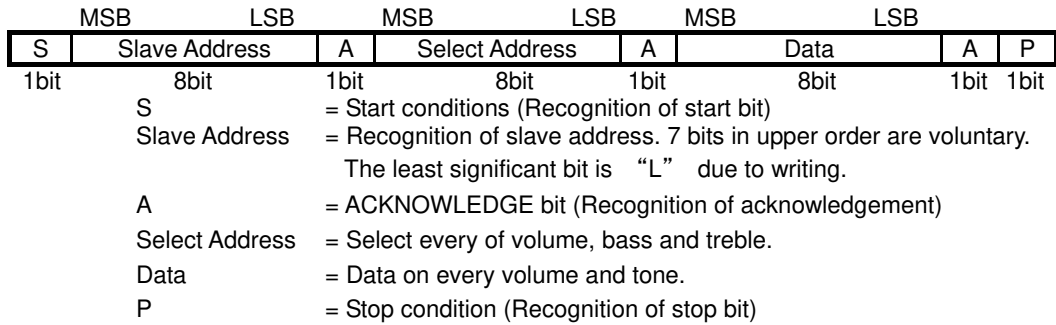 MSB LSB MSB LSB MSB LSB
S Slave Address A Select Address A Data A P
1bit 8bit 1bit 8bit 1bit 8bit 1bit 1bit
S = Start conditions (Recognition of start bit)
Slave Address = Recognition of slave address. 7 bits in upper order are voluntary.
The least significant bit is “L” due to writing.
A = ACKNOWLEDGE bit (Recognition of acknowledgement)
Select Address = Select every of volume, bass and treble.
Data = Data on every volume and tone.
P = Stop condition (Recognition of stop bit)